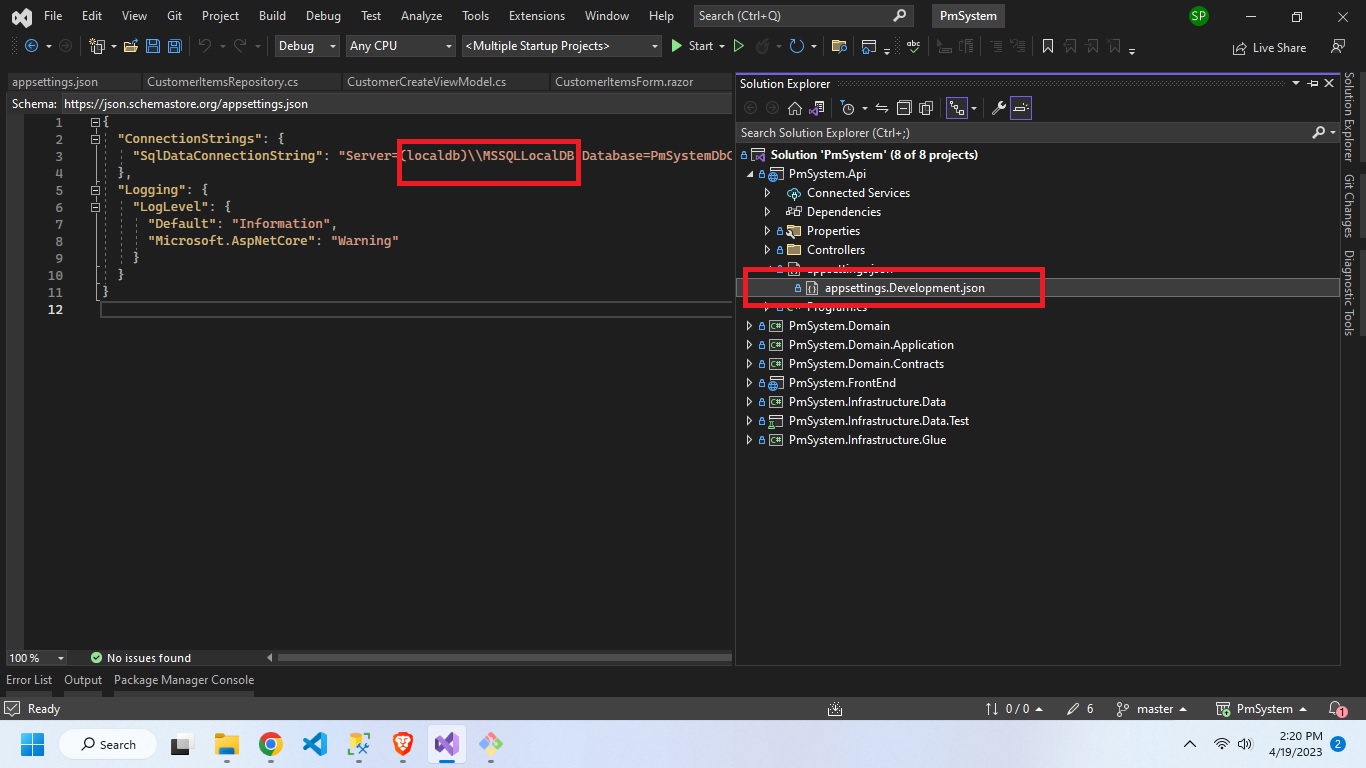 File Edit View Git Project Build Debug Test Analyze Tools Extensions Window Help Search (Ctrl+Q) PmSystem SP
Debug Any CPU <Multiple Startup Projects> Start Live Share
appsettings.json CustomerItemsRepository.cs CustomerCreateViewModel.cs CustomerItemsForm.razor
Schema: https://json.schemastore.org/appsettings.json
1 {
2 "ConnectionStrings": {
3 "SqlDataConnectionString": "Server=(localdb)\\MSSQLLocalDB Database=PmSystemDbC
4 },
5 "Logging": {
6 "LogLevel": {
7 "Default": "Information",
8 "Microsoft.AspNetCore": "Warning"
9 }
10 }
11 }
12
100 % No issues found
Solution Explorer
Search Solution Explorer (Ctrl+;)
Solution 'PmSystem' (8 of 8 projects)
PmSystem.Api
Connected Services
Dependencies
Properties
Controllers
appsettings.json
appsettings.Development.json
Program.cs
PmSystem.Domain
PmSystem.Domain.Application
PmSystem.Domain.Contracts
PmSystem.FrontEnd
PmSystem.Infrastructure.Data
PmSystem.Infrastructure.Data.Test
PmSystem.Infrastructure.Glue
Solution Explorer
Git Changes
Diagnostic Tools
Error List Output Package Manager Console
Ready 0 / 0 6 master PmSystem 1
Search 2:20 PM
4/19/2023 2